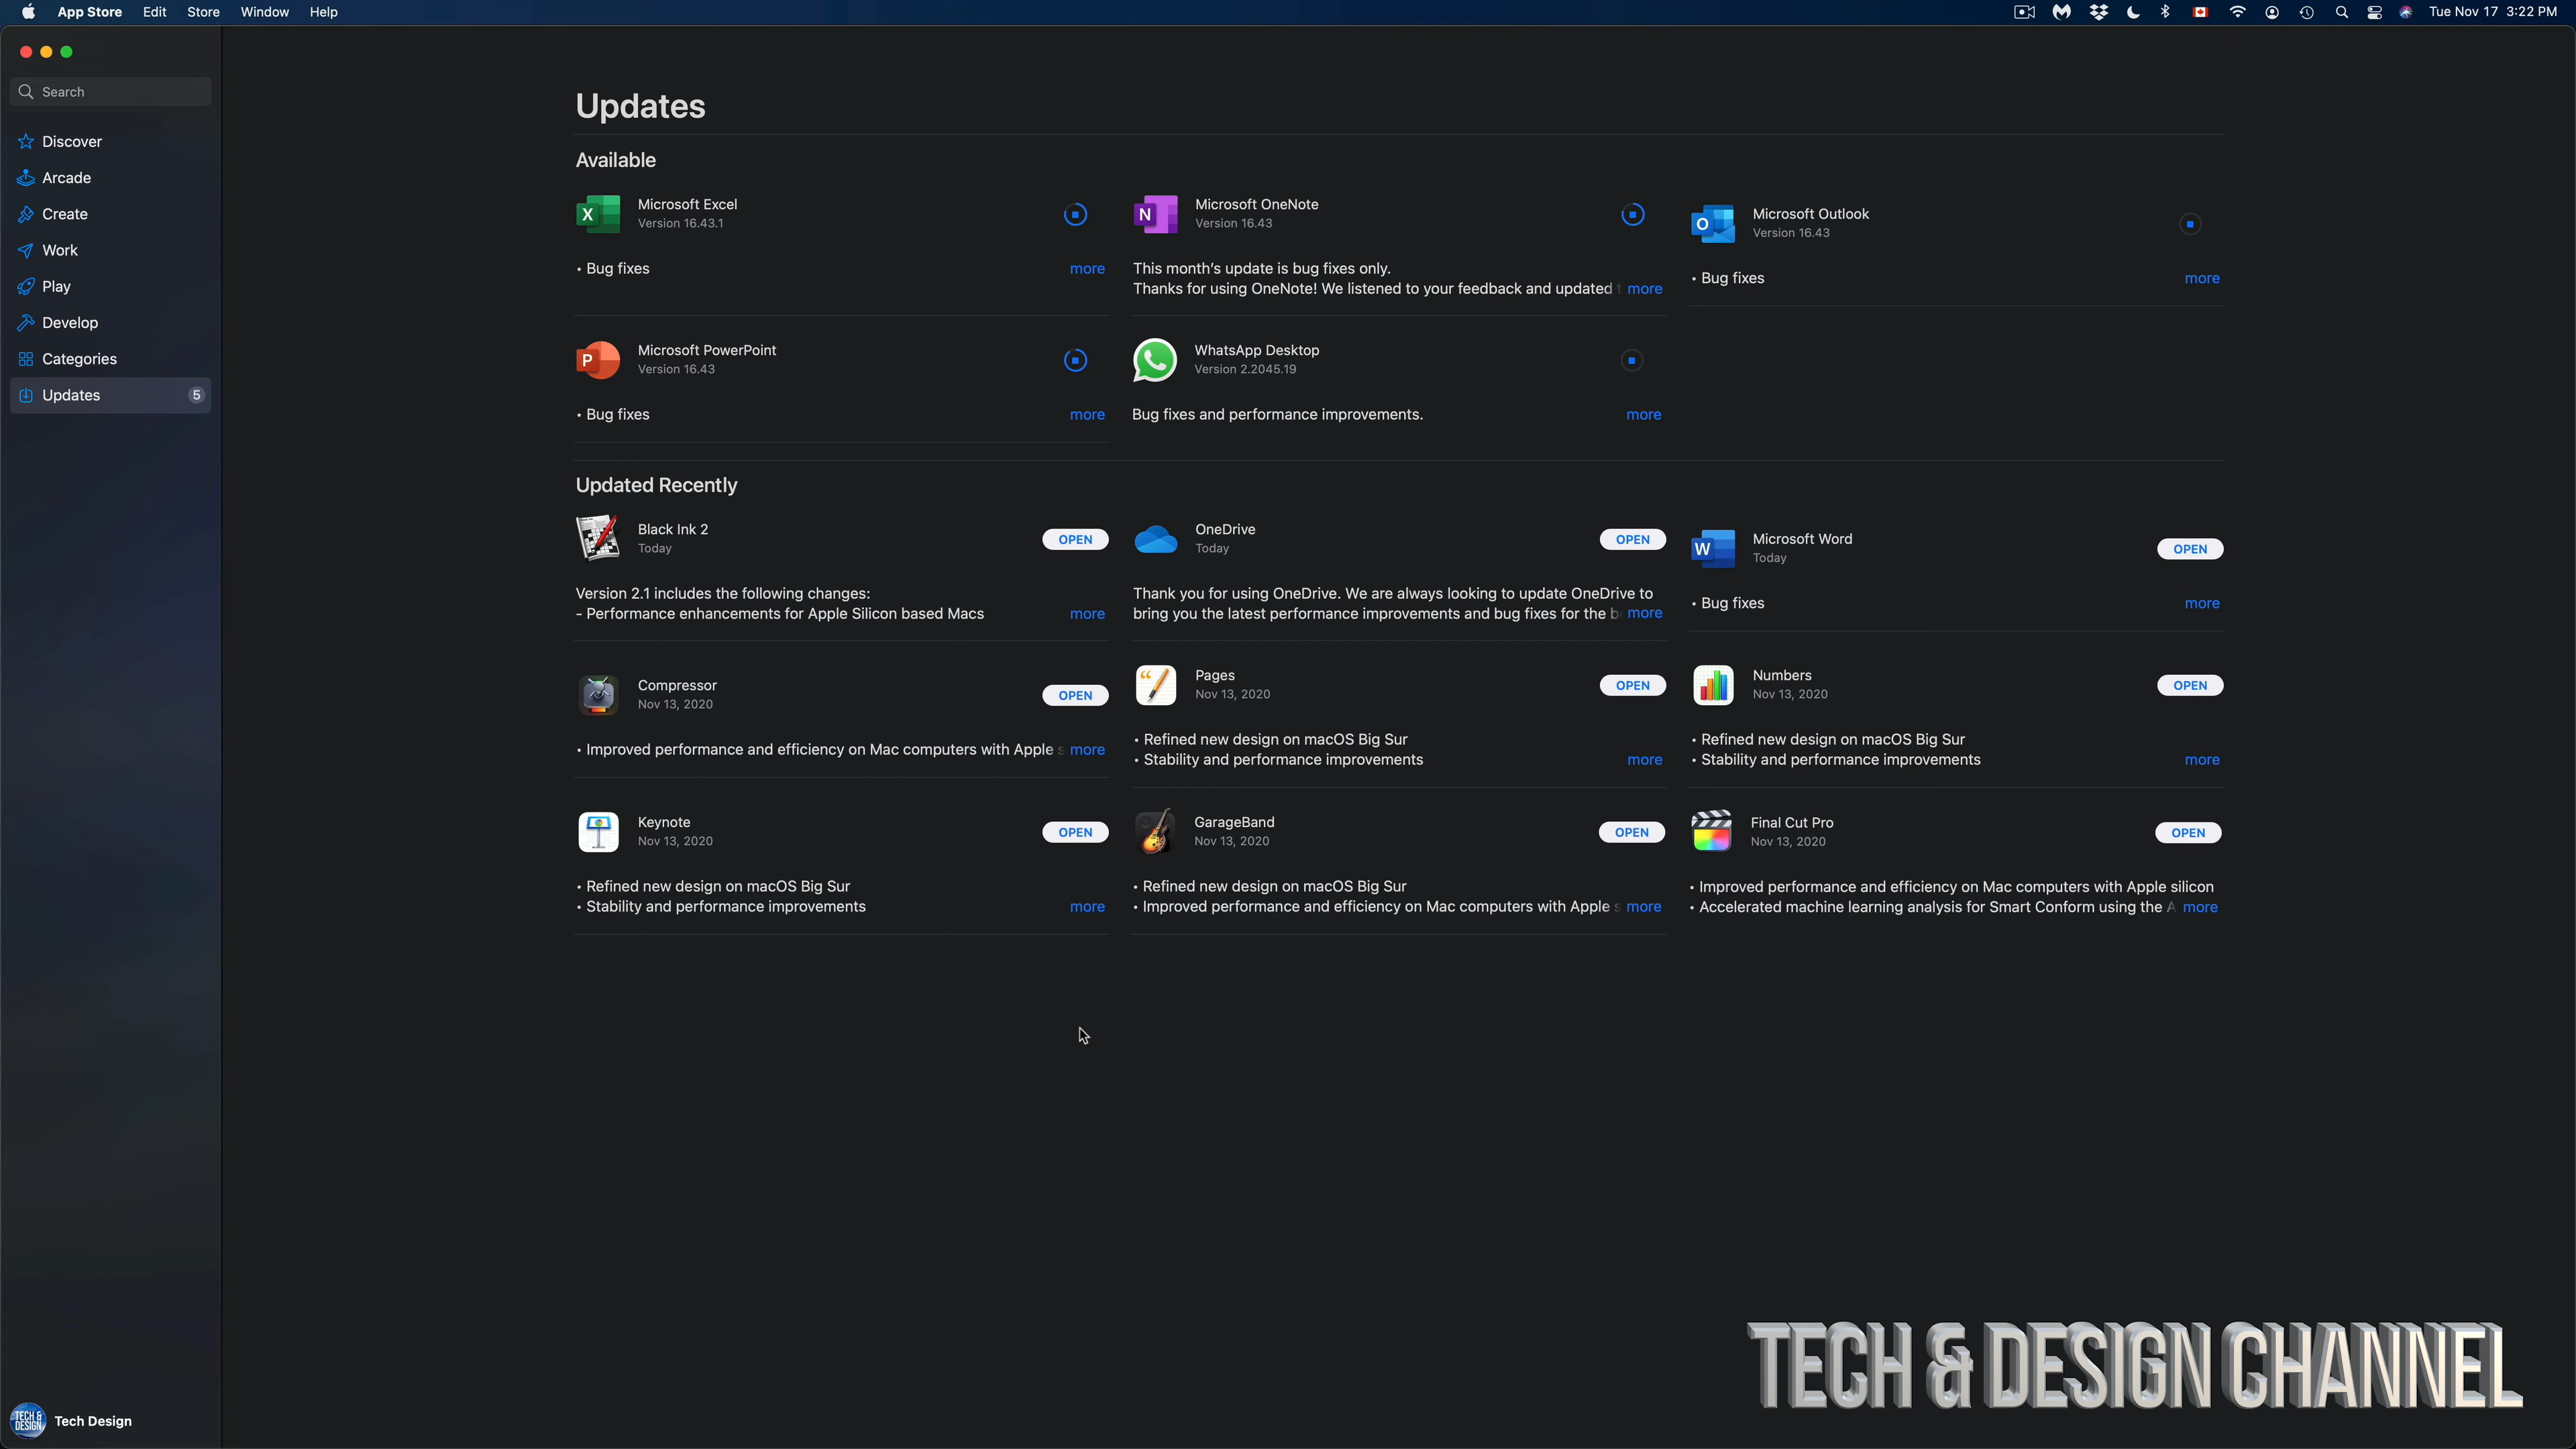 App Store Edit Store Window Help
Tue Nov 17 3:22 PM
Search
Discover
Arcade
Create
Work
Play
Develop
Categories
Updates 5
Updates
Available
Microsoft Excel
Version 16.43.1
• Bug fixes
more
Microsoft OneNote
Version 16.43
This month's update is bug fixes only.
Thanks for using OneNote! We listened to your feedback and updated
more
Microsoft Outlook
Version 16.43
• Bug fixes
more
Microsoft PowerPoint
Version 16.43
• Bug fixes
more
WhatsApp Desktop
Version 2.2045.19
Bug fixes and performance improvements.
more
Updated Recently
Black Ink 2
Today
OPEN
Version 2.1 includes the following changes:
- Performance enhancements for Apple Silicon based Macs
more
OneDrive
Today
OPEN
Thank you for using OneDrive. We are always looking to update OneDrive to
bring you the latest performance improvements and bug fixes for the
more
Microsoft Word
Today
OPEN
• Bug fixes
more
Compressor
Nov 13, 2020
OPEN
• Improved performance and efficiency on Mac computers with Apple
more
Pages
Nov 13, 2020
OPEN
• Refined new design on macOS Big Sur
• Stability and performance improvements
more
Numbers
Nov 13, 2020
OPEN
• Refined new design on macOS Big Sur
• Stability and performance improvements
more
Keynote
Nov 13, 2020
OPEN
• Refined new design on macOS Big Sur
• Stability and performance improvements
more
GarageBand
Nov 13, 2020
OPEN
• Refined new design on macOS Big Sur
• Improved performance and efficiency on Mac computers with Apple
more
Final Cut Pro
Nov 13, 2020
OPEN
• Improved performance and efficiency on Mac computers with Apple silicon
• Accelerated machine learning analysis for Smart Conform using the A
more
TECH & DESIGN CHANNEL
TECH &
DESIGN
Tech Design